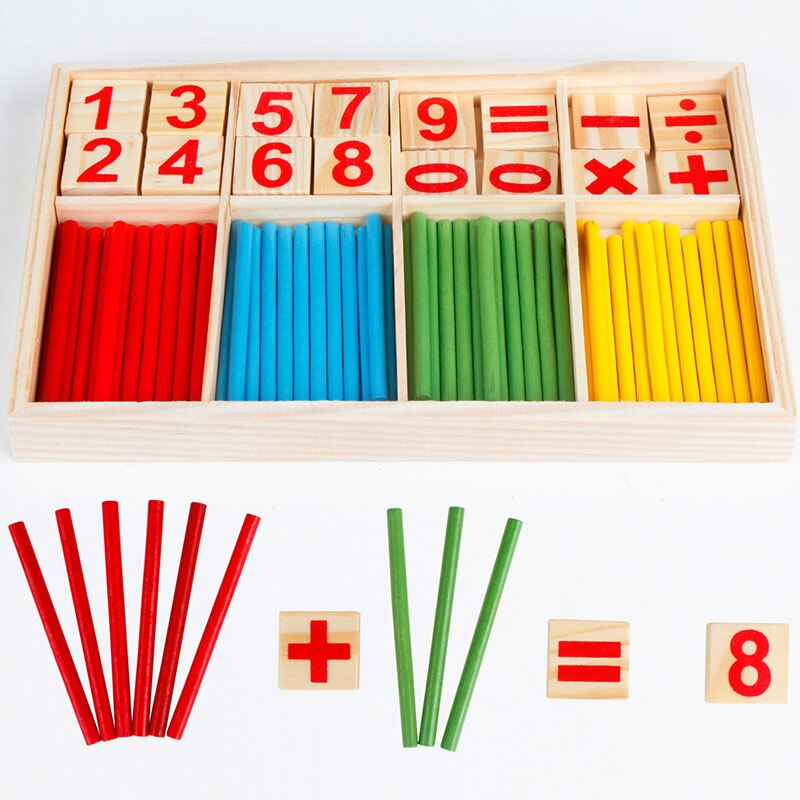 1 3 5 7 9 = − ÷
2 4 6 8 0 0 × +
+ = 8